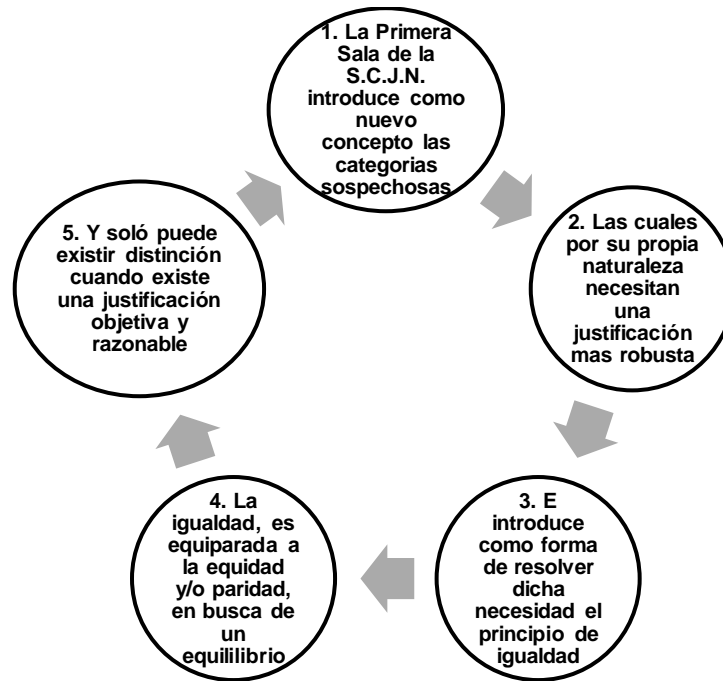 1. La Primera
Sala de la
S.C.J.N.
introduce como
nuevo
concepto las
categorias
sospechosas
2. Las cuales
por su propia
naturaleza
necesitan
una
justificación
mas robusta
3. E
introduce
como forma
de resolver
dicha
necesidad el
principio de
igualdad
4. La
igualdad, es
equiparada a
la equidad
y/o paridad,
en busca de
un
equililibrio
5. Y soló puede
existir distinción
cuando existe
una justificación
objetiva y
razonable